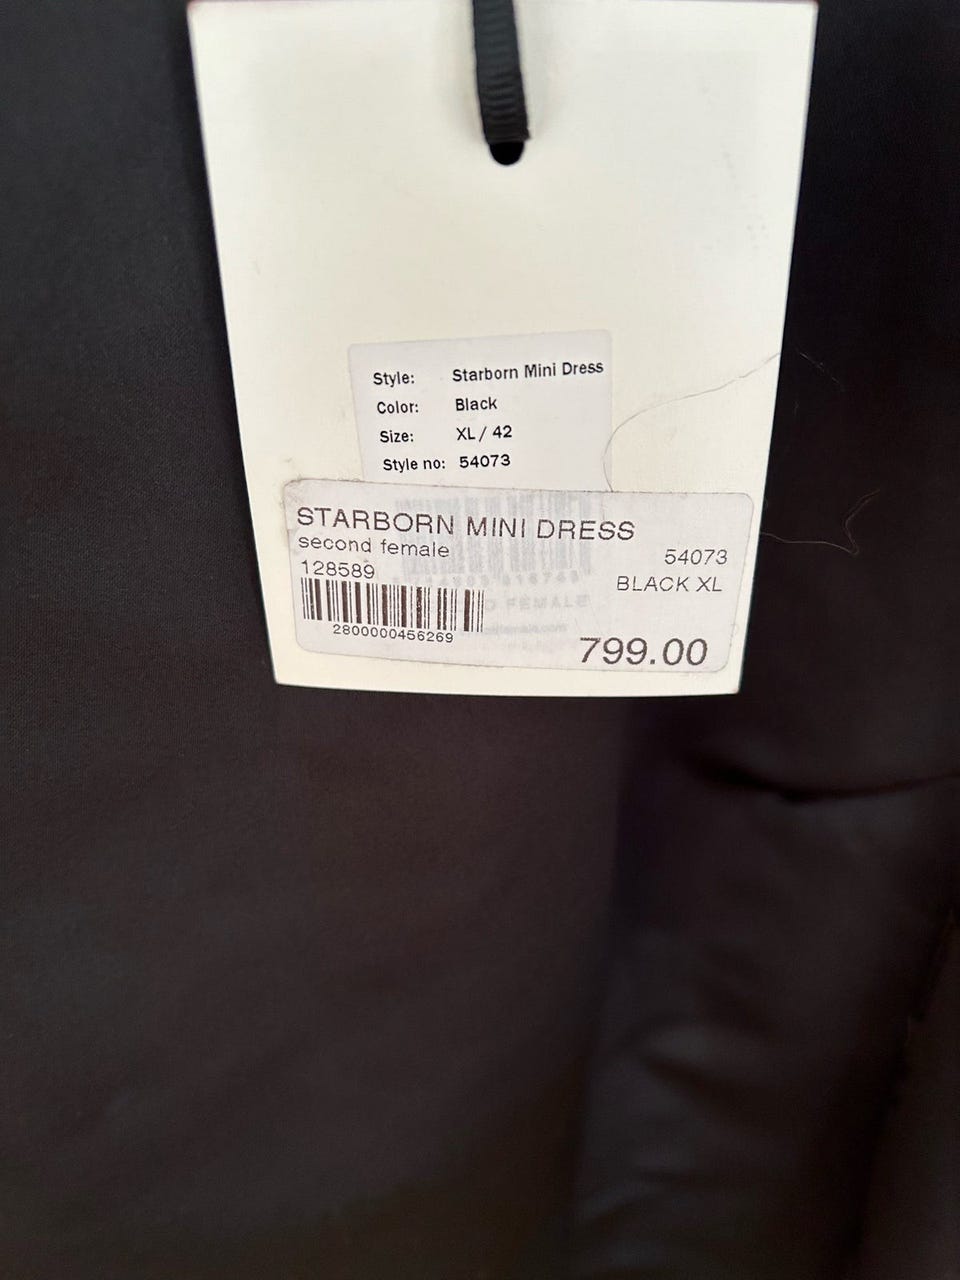 Style: Starborn Mini Dress
Color: Black
Size: XL / 42
Style no: 54073
STARBORN MINI DRESS
second female
54073
128589
BLACK XL
2800000456269
799.00